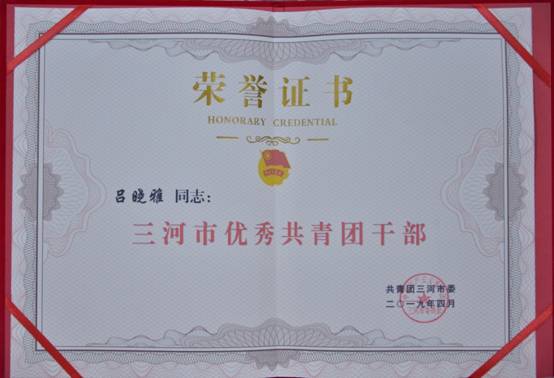 荣誉证书
HONORARY CREDENTIAL
吕晓雅 同志:
三河市优秀共青团干部
共青团三河市委
二〇一九年四月